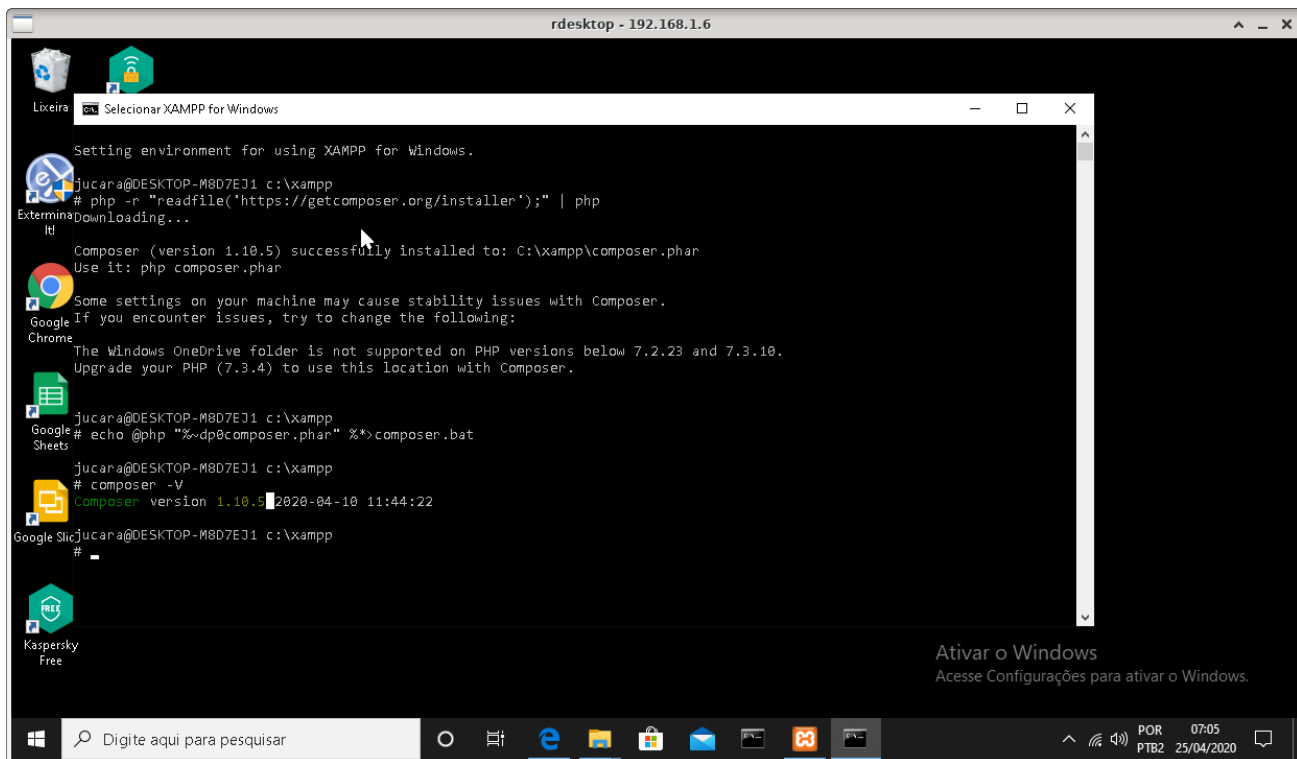 rdesktop - 192.168.1.6
Lixeira
Selecionar XAMPP for Windows
Setting environment for using XAMPP for Windows.
jucara@DESKTOP-M8D7EJ1 c:\xampp
# php -r "readfile('https://getcomposer.org/installer');" | php
Downloading...
Composer (version 1.10.5) successfully installed to: C:\xampp\composer.phar
Use it: php composer.phar
Some settings on your machine may cause stability issues with Composer.
If you encounter issues, try to change the following:
The Windows OneDrive folder is not supported on PHP versions below 7.2.23 and 7.3.10.
Upgrade your PHP (7.3.4) to use this location with Composer.
jucara@DESKTOP-M8D7EJ1 c:\xampp
# echo @php "%~dp0composer.phar" %*>composer.bat
jucara@DESKTOP-M8D7EJ1 c:\xampp
# composer -V
Composer version 1.10.5 2020-04-10 11:44:22
jucara@DESKTOP-M8D7EJ1 c:\xampp
#
Extermina
It!
Google
Chrome
Google
Sheets
Google Slid
FREE
Kaspersky
Free
Ativar o Windows
Acesse Configurações para ativar o Windows.
Digite aqui para pesquisar
POR
PTB2
07:05
25/04/2020